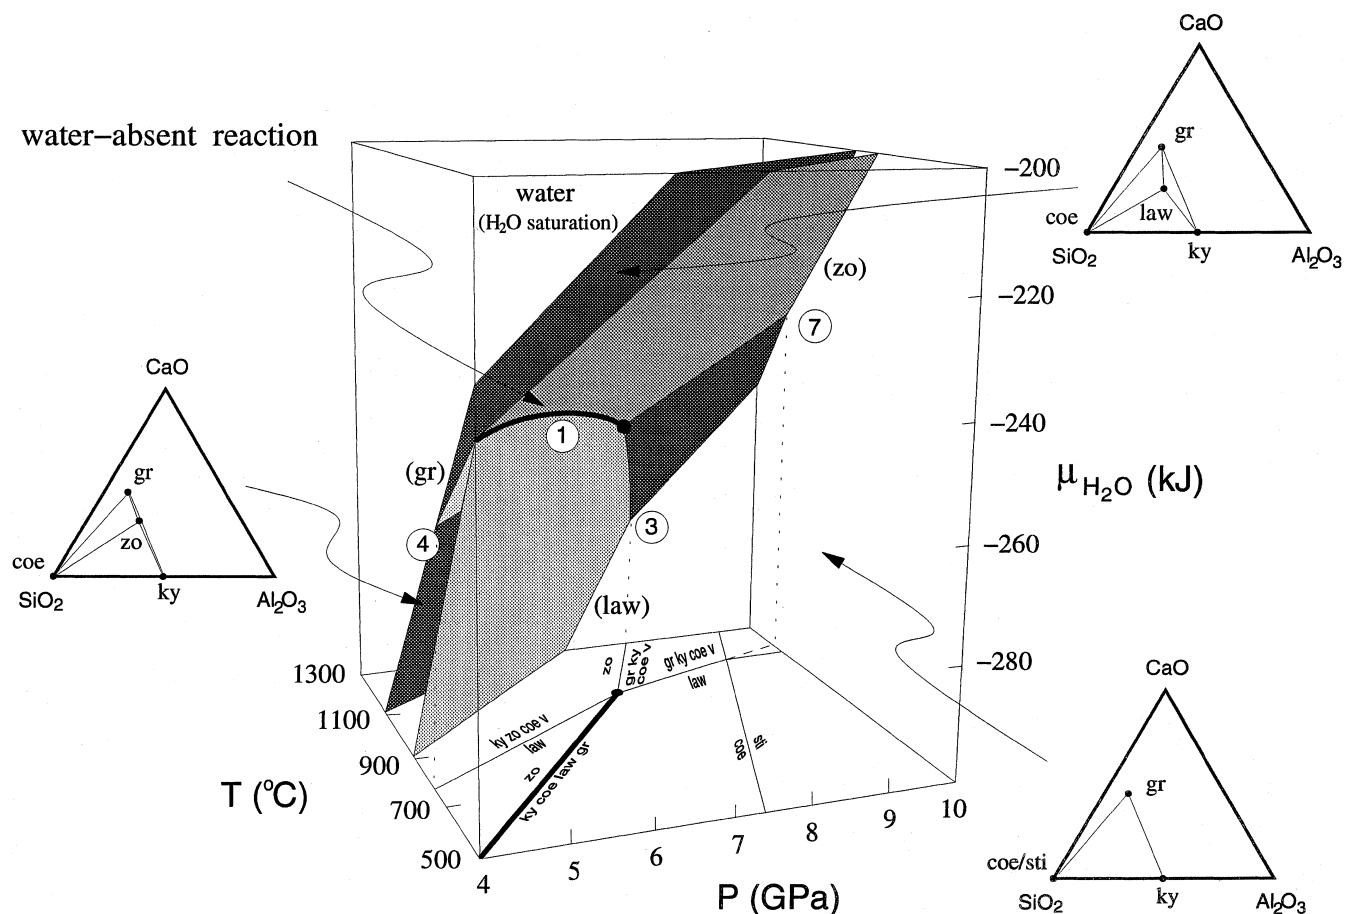 CaO
gr
law
coe
ky
SiO2
Al2O3
water–absent reaction
water
(H2O saturation)
−200
(zo)
−220
7
−240
1
μH2O (kJ)
(gr)
3
4
−260
CaO
gr
zo
coe
ky
SiO2
Al2O3
(law)
−280
1300
1100
900
700
500
T (°C)
zo
gr ky
coe v
gr ky coe v
law
ky zo coe v
law
zo
ky coe law gr
coe
sti
4
5
6
7
8
9
10
P (GPa)
CaO
gr
coe/sti
ky
SiO2
Al2O3